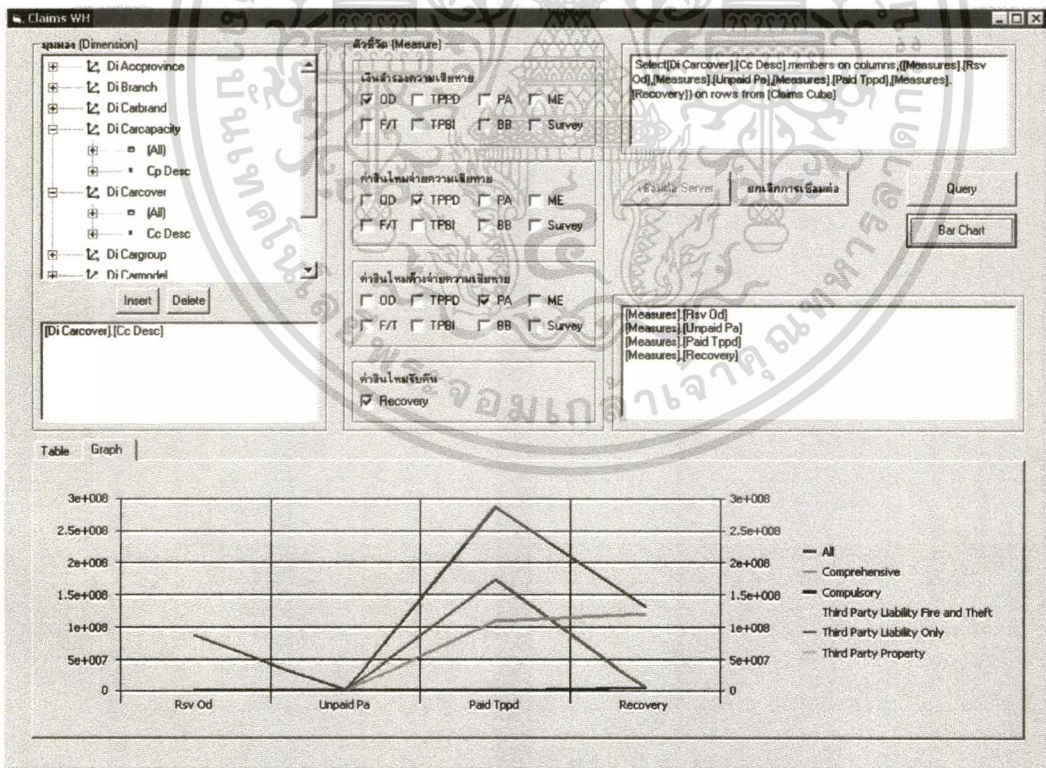 Claims WH
มุมมอง (Dimension)
Di Accprovince
Di Branch
Di Carbrand
Di Carcapacity
(All)
Cp Desc
Di Carcover
(All)
Cc Desc
Di Cargroup
Di Carmodel
Insert Delete
[Di Carcover].[Cc Desc]
ตัวชี้วัด (Measure)
เงินสำรองความเสียหาย
OD TPPD PA ME
F/T TPBI BB Survey
ค่าสินไหมจ่ายความเสียหาย
OD TPPD PA ME
F/T TPBI BB Survey
ค่าสินไหมค้างจ่ายความเสียหาย
OD TPPD PA ME
F/T TPBI BB Survey
ค่าสินไหมรับคืน
Recovery
Select[Di Carcover].[Cc Desc].members on columns,{[Measures].[Rsv
Od],[Measures].[Unpaid Pa],[Measures].[Paid Tppd],[Measures].
[Recovery]} on rows from [Claims Cube]
เชื่อมต่อ Server ยกเลิกการเชื่อมต่อ Query
Bar Chart
[Measures].[Rsv Od]
[Measures].[Unpaid Pa]
[Measures].[Paid Tppd]
[Measures].[Recovery]
Table Graph
3e+008 3e+008
2.5e+008 2.5e+008
2e+008 2e+008
1.5e+008 1.5e+008
1e+008 1e+008
5e+007 5e+007
0 0
Rsv Od Unpaid Pa Paid Tppd Recovery
All
Comprehensive
Compulsory
Third Party Liability Fire and Theft
Third Party Liability Only
Third Party Property